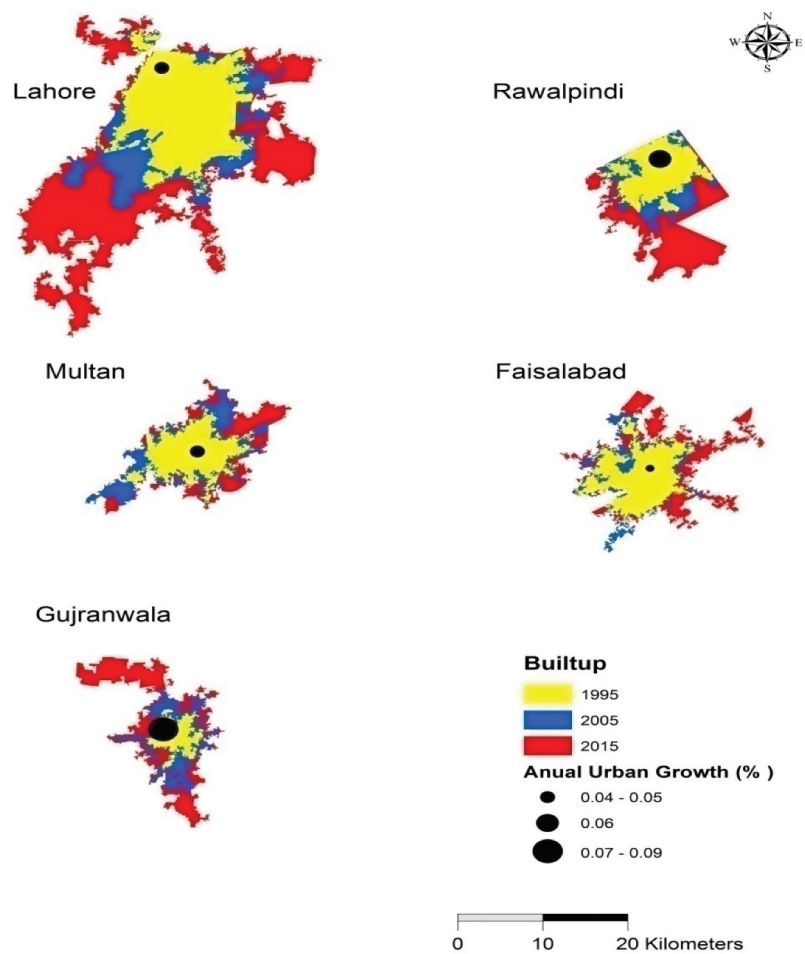 N
W E
S
Lahore
Rawalpindi
Multan
Faisalabad
Gujranwala
Builtup
1995
2005
2015
Anual Urban Growth (% )
0.04 - 0.05
0.06
0.07 - 0.09
0 10 20 Kilometers